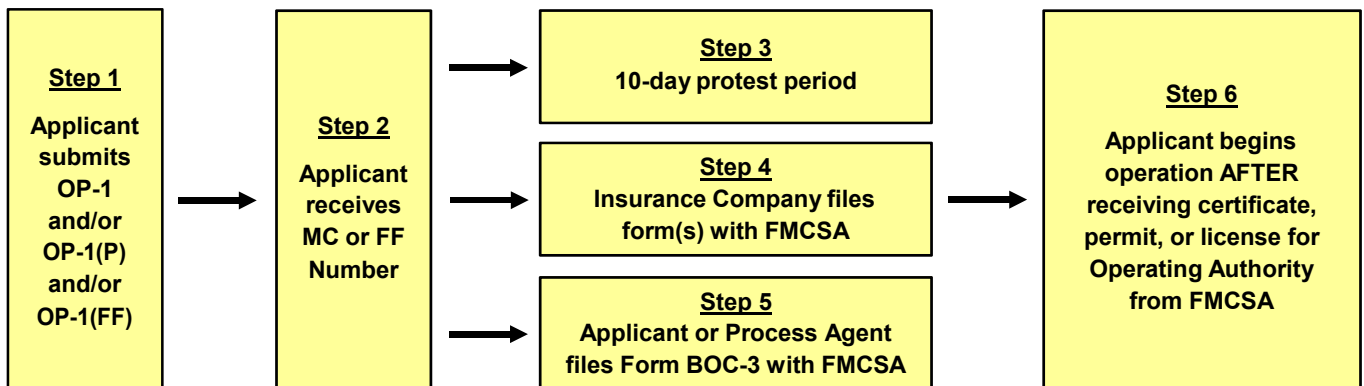 Step 1
Applicant
submits
OP-1
and/or
OP-1(P)
and/or
OP-1(FF)
Step 2
Applicant
receives
MC or FF
Number
Step 3
10-day protest period
Step 4
Insurance Company files
form(s) with FMCSA
Step 5
Applicant or Process Agent
files Form BOC-3 with FMCSA
Step 6
Applicant begins
operation AFTER
receiving certificate,
permit, or license for
Operating Authority
from FMCSA